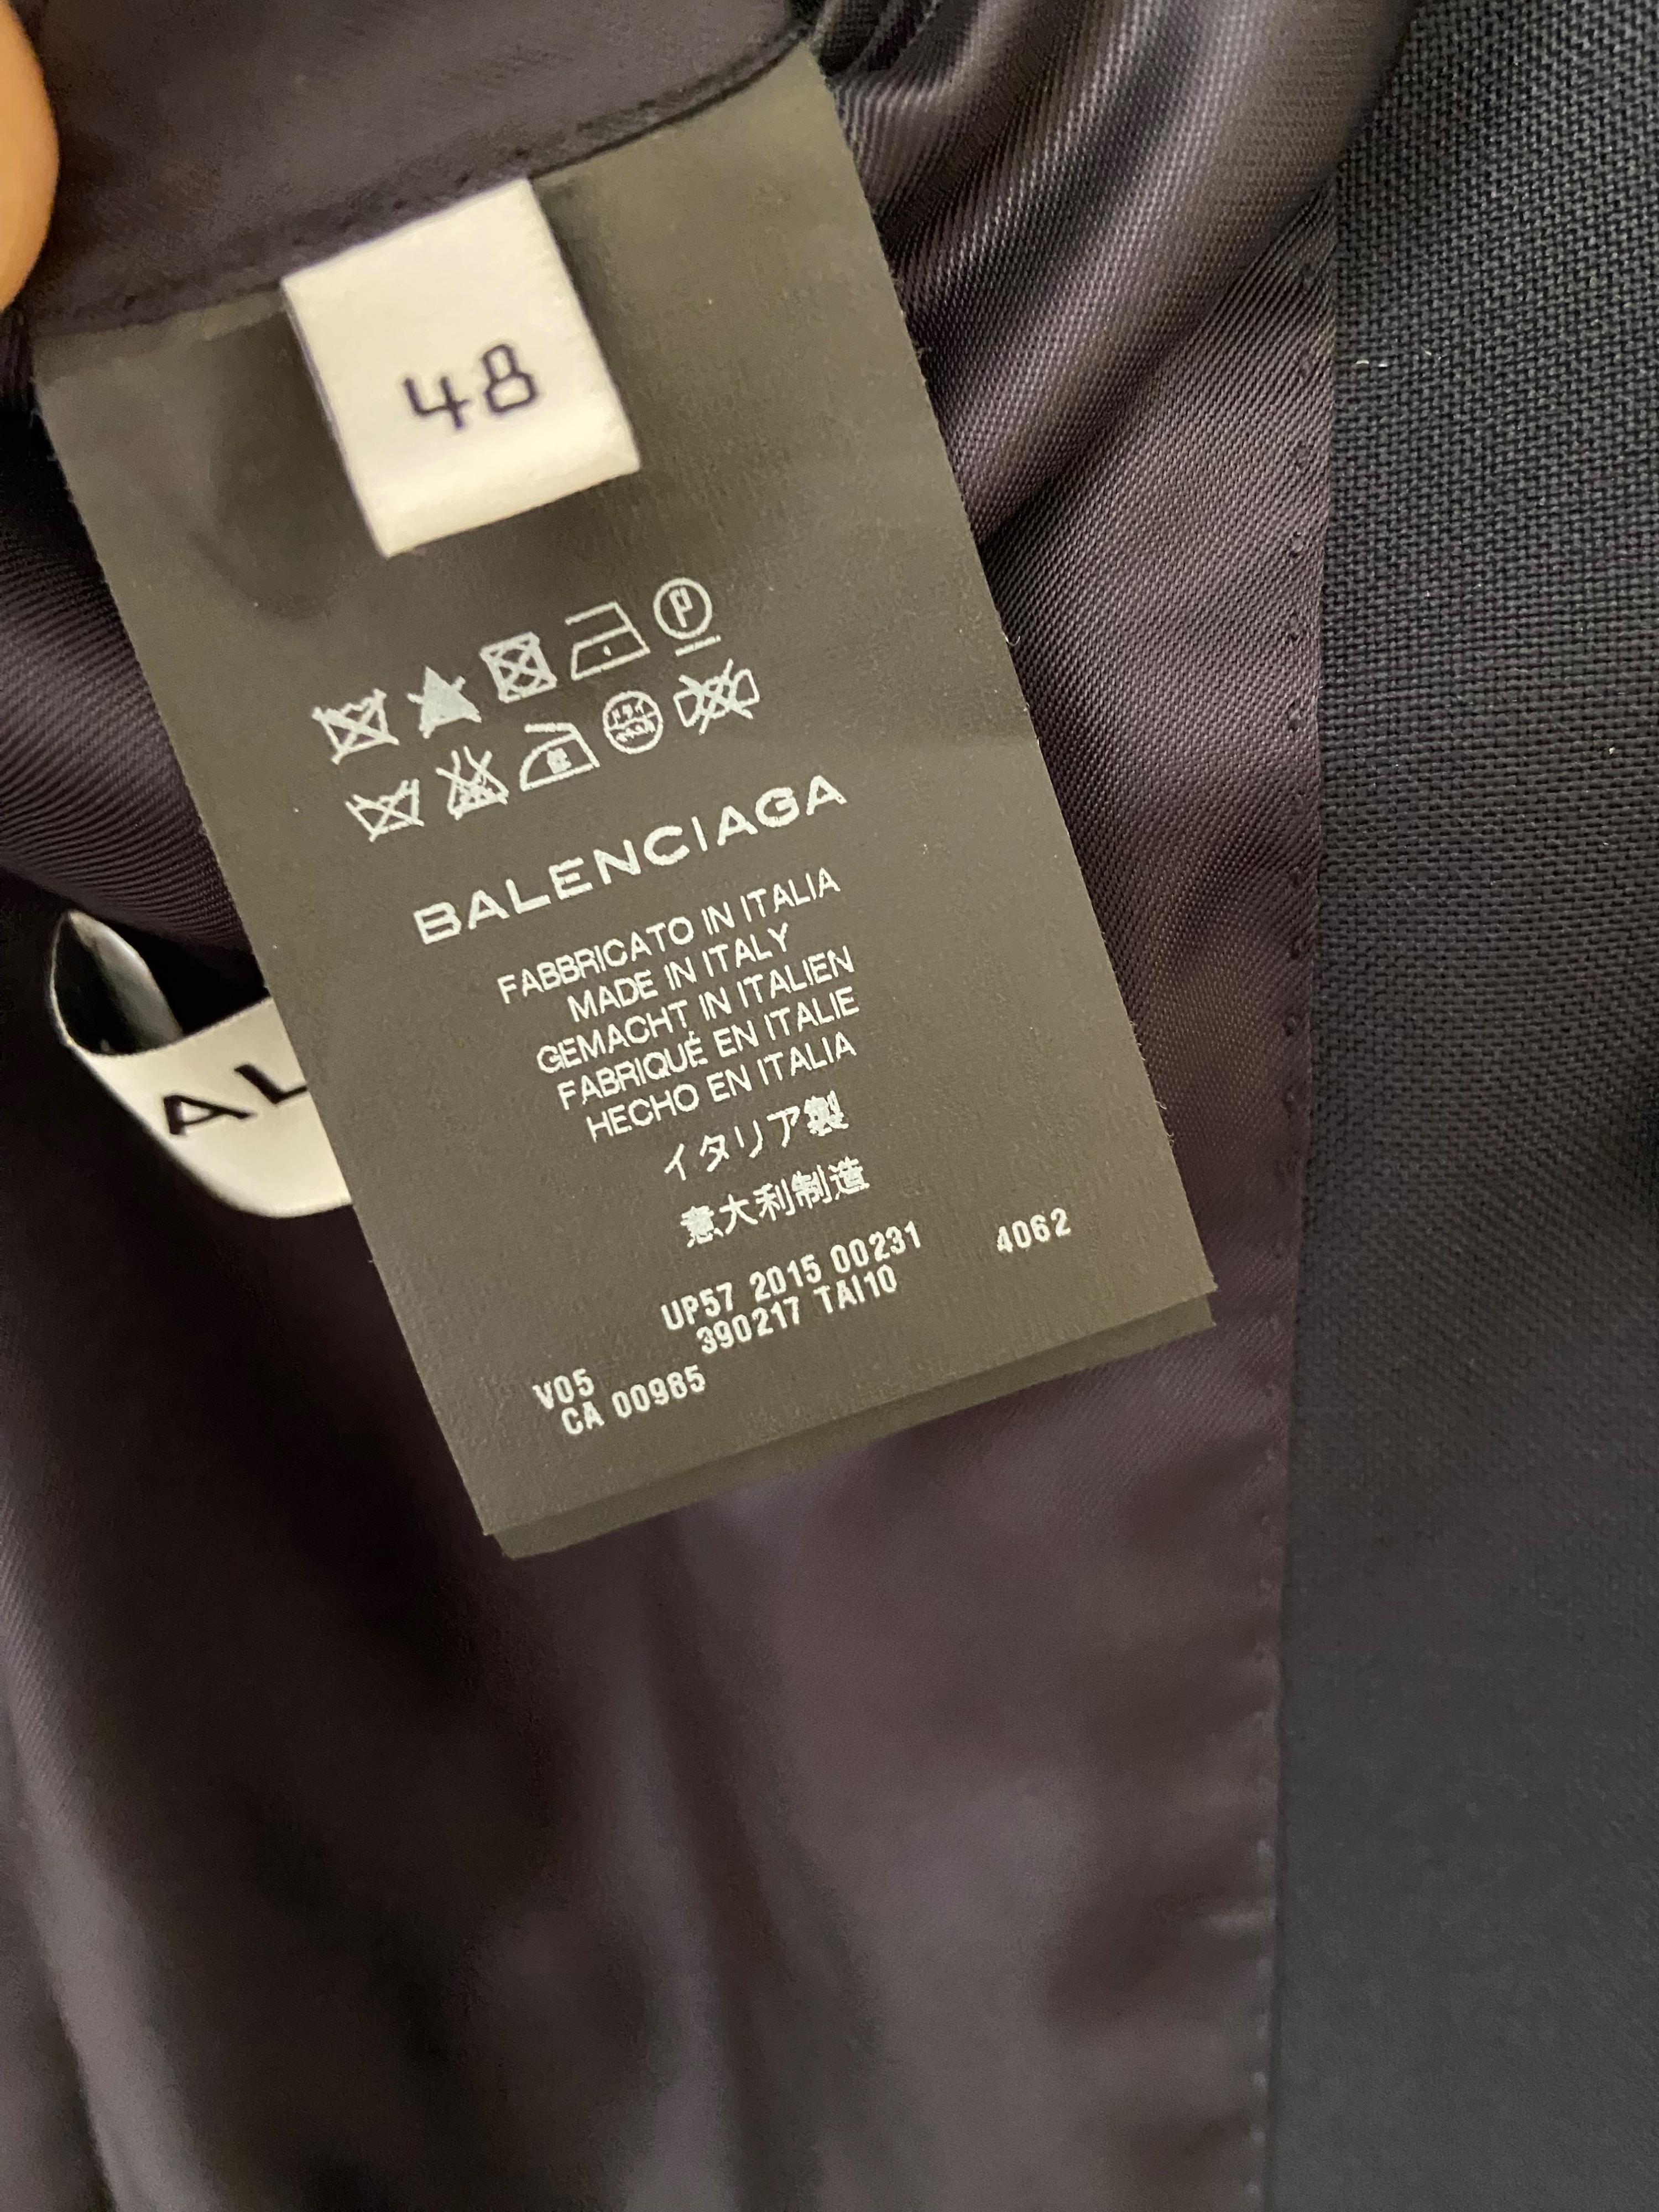 48
P
BALENCIAGA
FABBRICATO IN ITALIA
MADE IN ITALY
GEMACHT IN ITALIEN
FABRIQUÉ EN ITALIE
HECHO EN ITALIA
イタリア製
意大利制造
UP57 2015 00231 4062
390217 TAI10
V05
CA 00985
AL